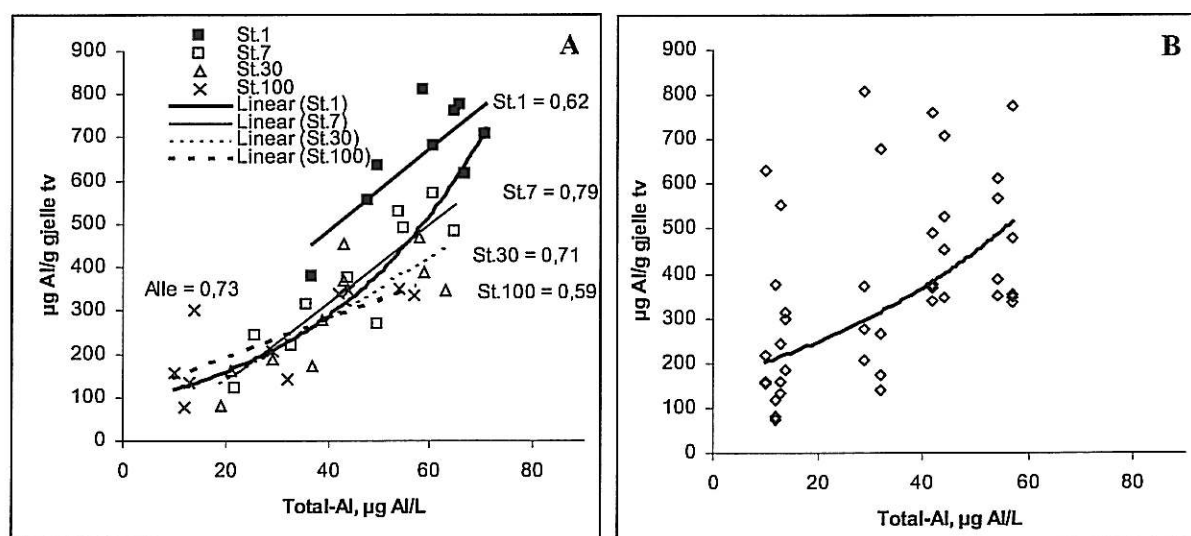 A
St.1
St.7
St.30
St.100
Linear (St.1)
Linear (St.7)
Linear (St.30)
Linear (St.100)
900
800
700
600
500
400
300
200
100
0
µg Al/g gjelle tv
St.1 = 0,62
St.7 = 0,79
St.30 = 0,71
St.100 = 0,59
Alle = 0,73
0 20 40 60 80
Total-Al, µg Al/L
B
900
800
700
600
500
400
300
200
100
0
µg Al/g gjelle tv
0 20 40 60 80
Total-Al, µg Al/L